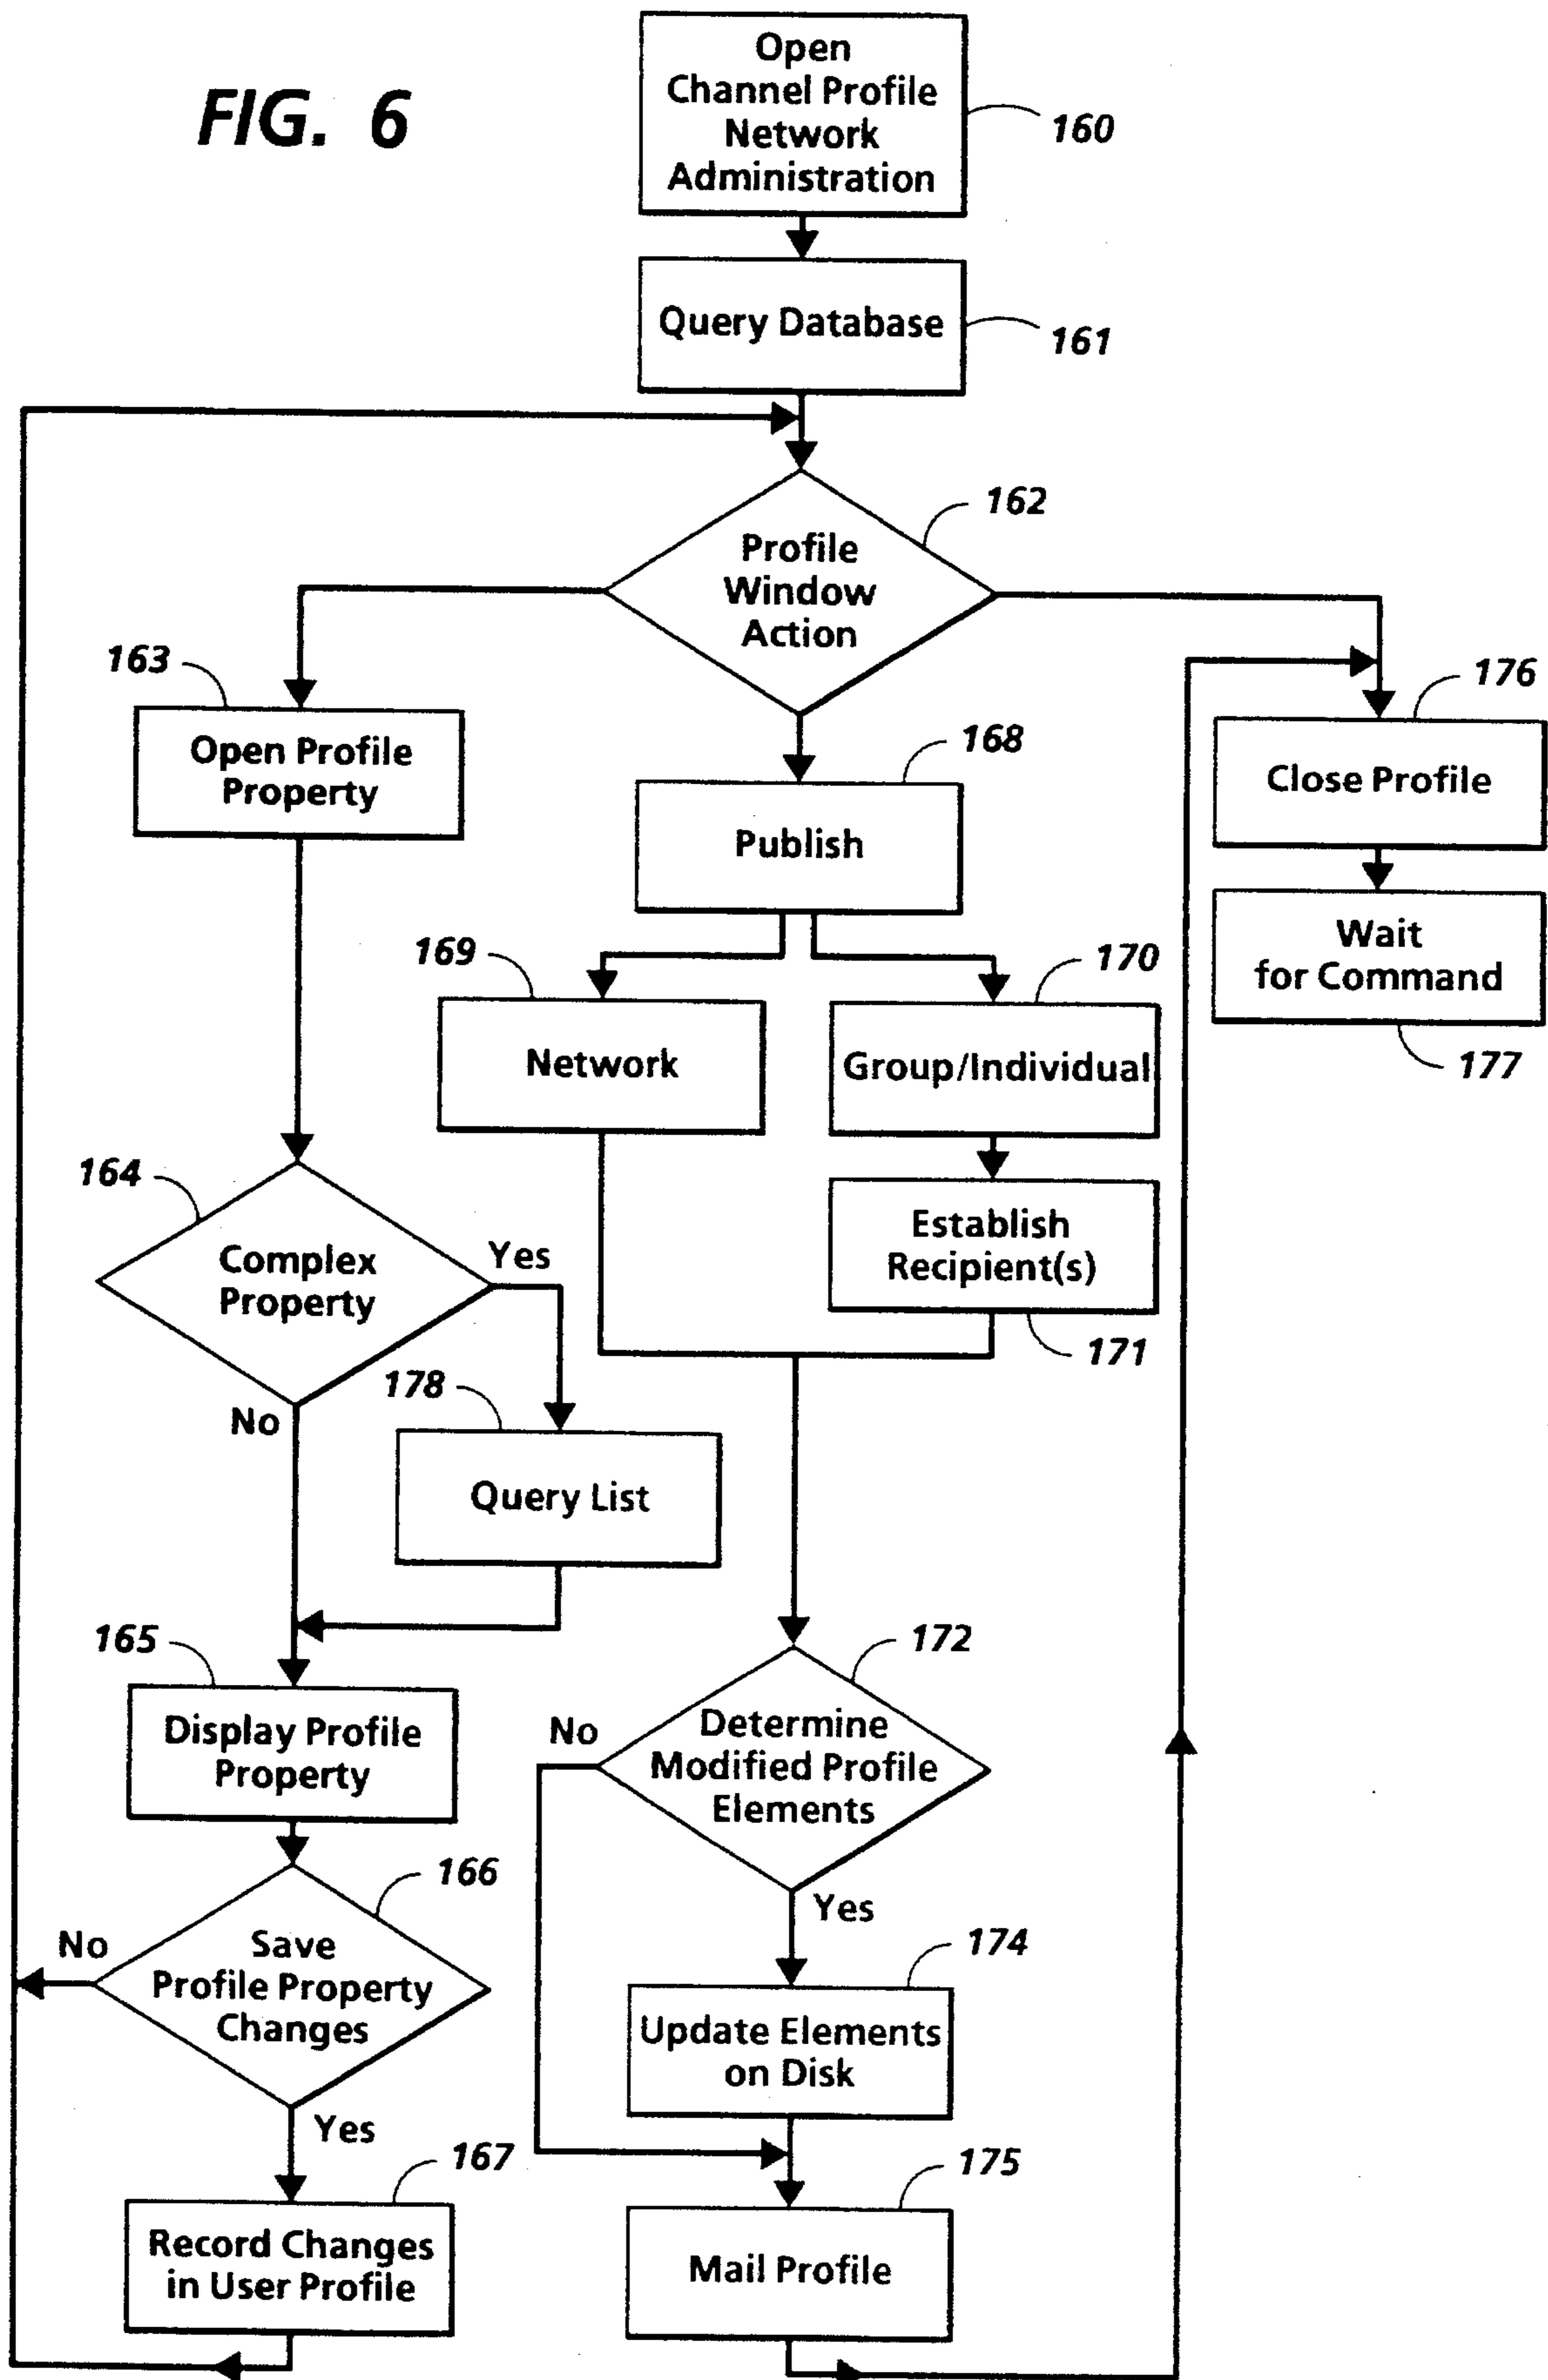 FIG. 6
Open
Channel Profile
Network
Administration
160
Query Database
161
162
Profile
Window
Action
163
Open Profile
Property
168
Publish
176
Close Profile
Wait
for Command
177
169
Network
170
Group/Individual
Establish
Recipient(s)
171
164
Complex
Property
Yes
No
178
Query List
165
Display Profile
Property
166
Save
Profile Property
Changes
No
Yes
167
Record Changes
in User Profile
172
Determine
Modified Profile
Elements
No
Yes
174
Update Elements
on Disk
175
Mail Profile